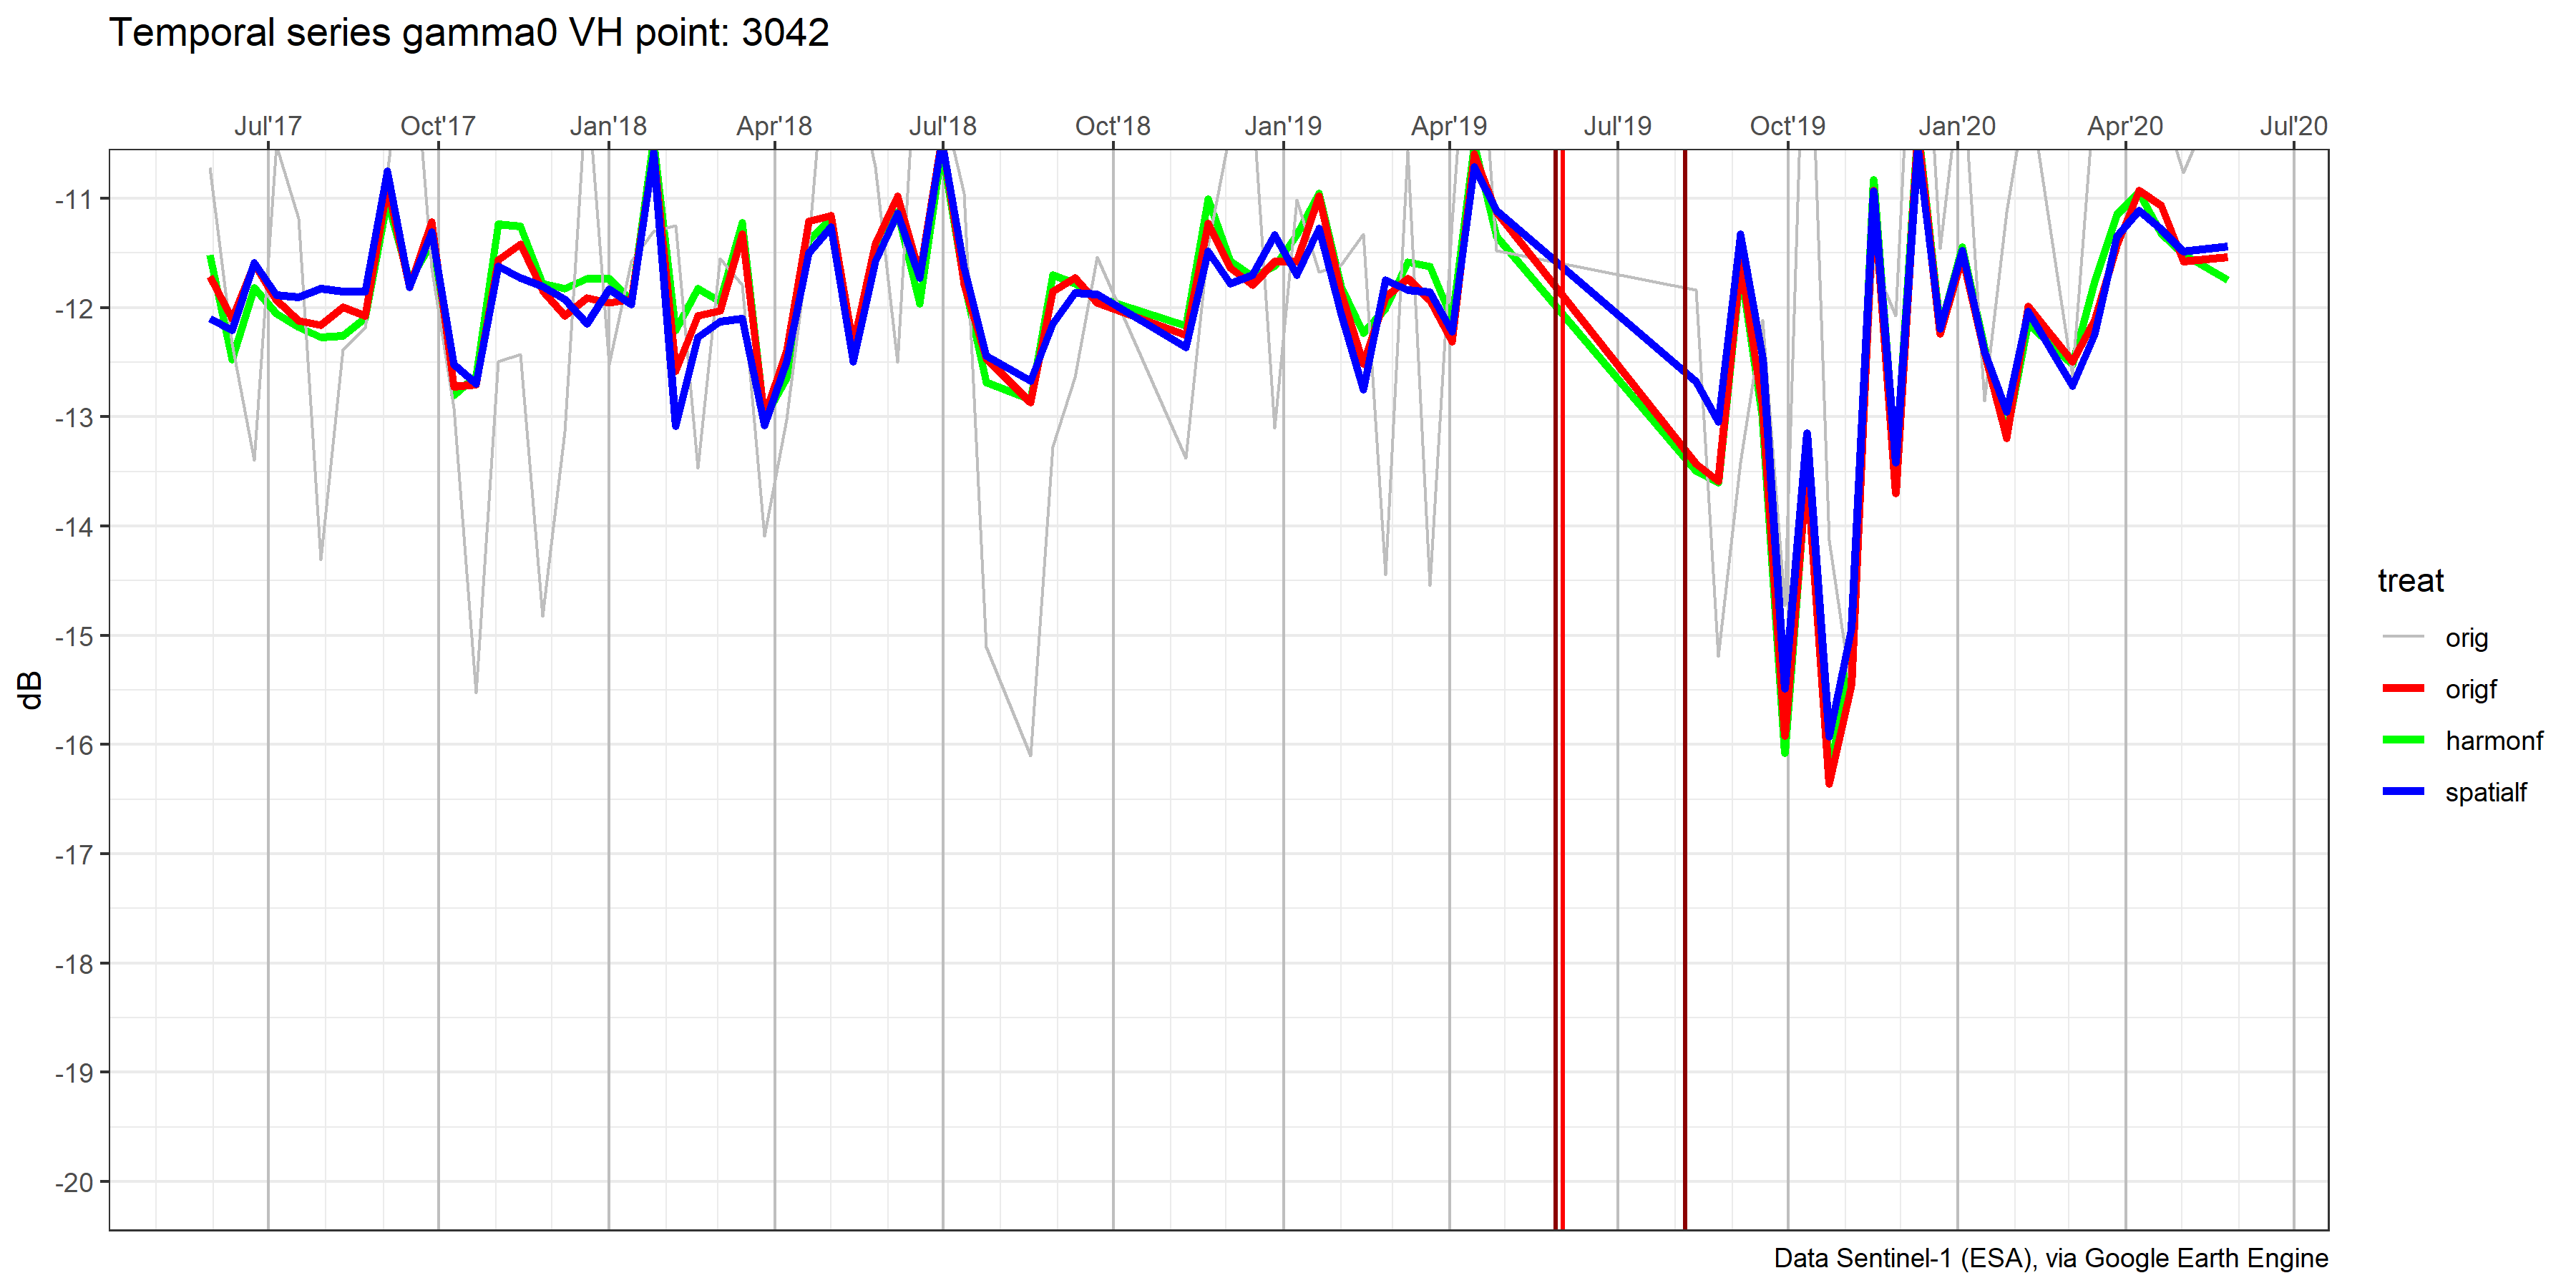 Temporal series gamma0 VH point: 3042
Jul'17 Oct'17 Jan'18 Apr'18 Jul'18 Oct'18 Jan'19 Apr'19 Jul'19 Oct'19 Jan'20 Apr'20 Jul'20
-11
-12
-13
-14
-15
-16
-17
-18
-19
-20
dB
treat
orig
origf
harmonf
spatialf
Data Sentinel-1 (ESA), via Google Earth Engine